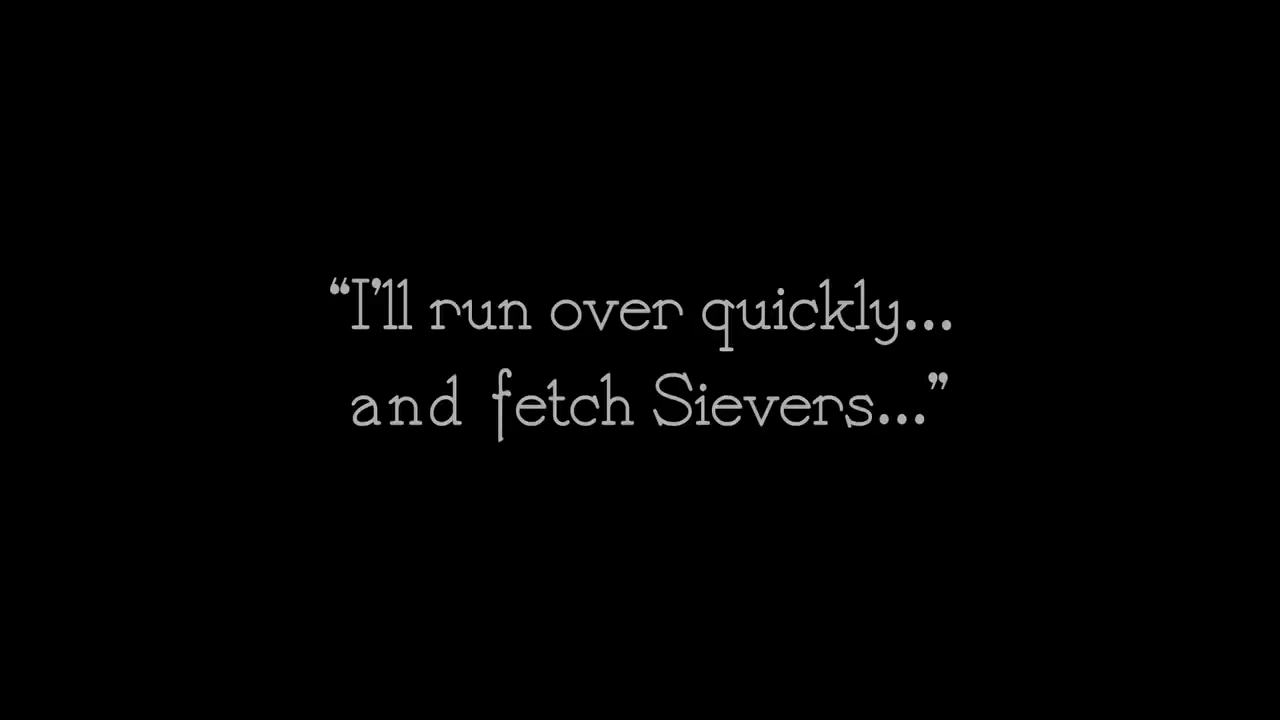 “I’ll run over quickly...
and fetch Sievers...”